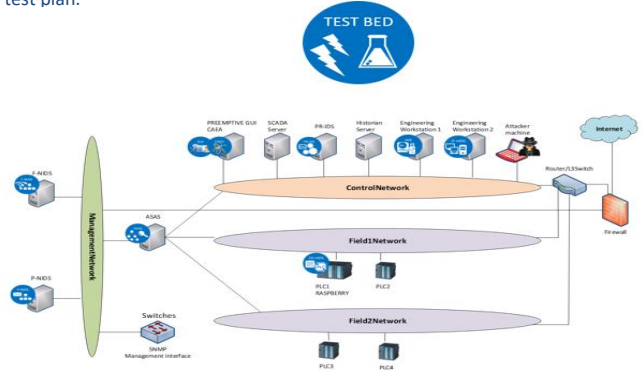 test plan.
TEST BED
PREEMPTIVE GUI
CAEA
SCADA
Server
PR-IDS
Historian
Server
Engineering
Workstation 1
Engineering
Workstation 2
Attacker
machine
Internet
Router/L3Switch
Firewall
ControlNetwork
F-NIDS
ManagementNetwork
ASAS
Field1Network
PLC1
RASPBERRY
PLC2
P-NIDS
Switches
SNMP
Management interface
Field2Network
PLC3
PLC4